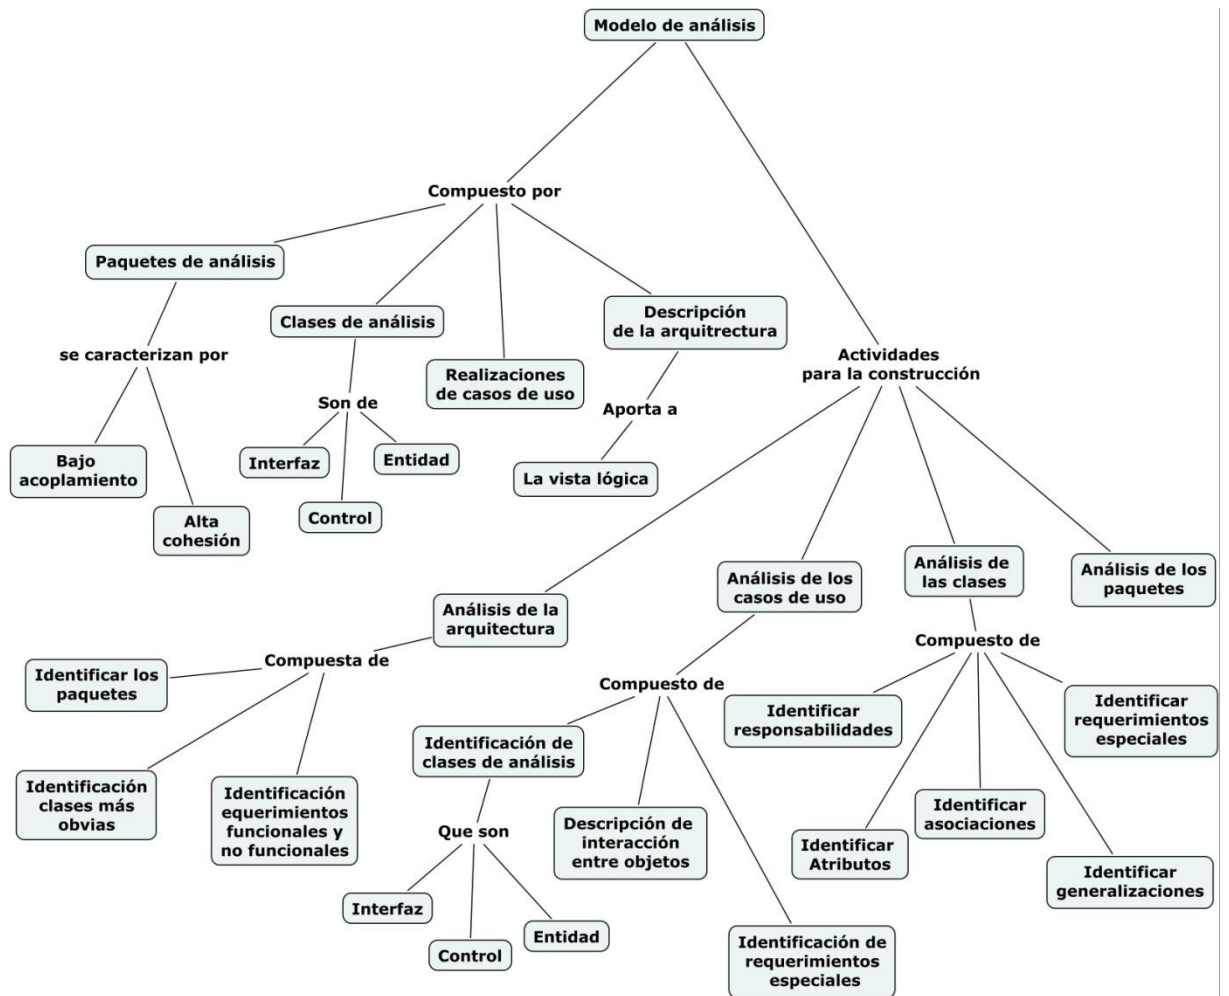 Modelo de análisis
Compuesto por
Paquetes de análisis
Clases de análisis
Descripción
de la arquitrectura
se caracterizan por
Realizaciones
de casos de uso
Actividades
para la construcción
Son de
Aporta a
Bajo
acoplamiento
Interfaz
Entidad
La vista lógica
Control
Alta
cohesión
Análisis de la
arquitectura
Análisis de los
casos de uso
Análisis de
las clases
Análisis de los
paquetes
Compuesta de
Identificar los
paquetes
Identificación
clases más
obvias
Identificación
equerimientos
funcionales y
no funcionales
Compuesto de
Identificación de
clases de análisis
Que son
Interfaz
Control
Entidad
Descripción de
interacción
entre objetos
Identificación de
requerimientos
especiales
Compuesto de
Identificar
responsabilidades
Identificar
Atributos
Identificar
asociaciones
Identificar
generalizaciones
Identificar
requerimientos
especiales